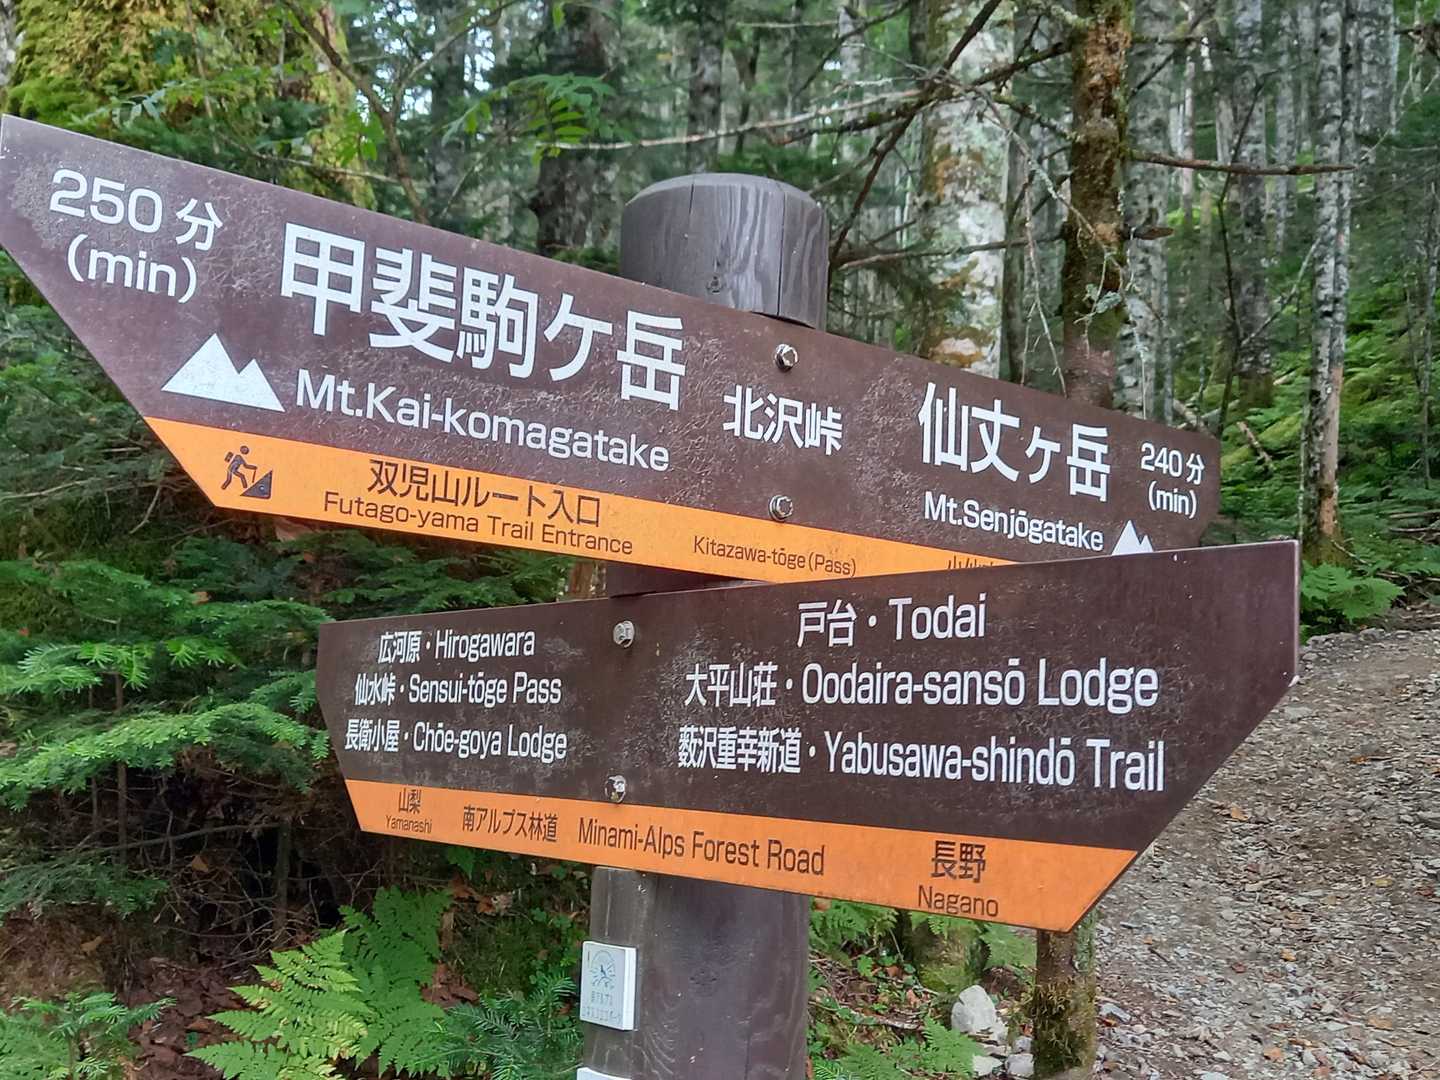 250分
(min)
甲斐駒ケ岳
Mt.Kai-komagatake
双児山ルート入口
Futago-yama Trail Entrance
北沢峠
Kitazawa-tōge (Pass)
仙丈ヶ岳
Mt.Senjōgatake
240分
(min)
広河原・Hirogawara
仙水峠・Sensui-tōge Pass
長衛小屋・Chōe-goya Lodge
戸台・Todai
大平山荘・Oodaira-sansō Lodge
藪沢重幸新道・Yabusawa-shindō Trail
山梨
Yamanashi
南アルプス林道 Minami-Alps Forest Road
長野
Nagano